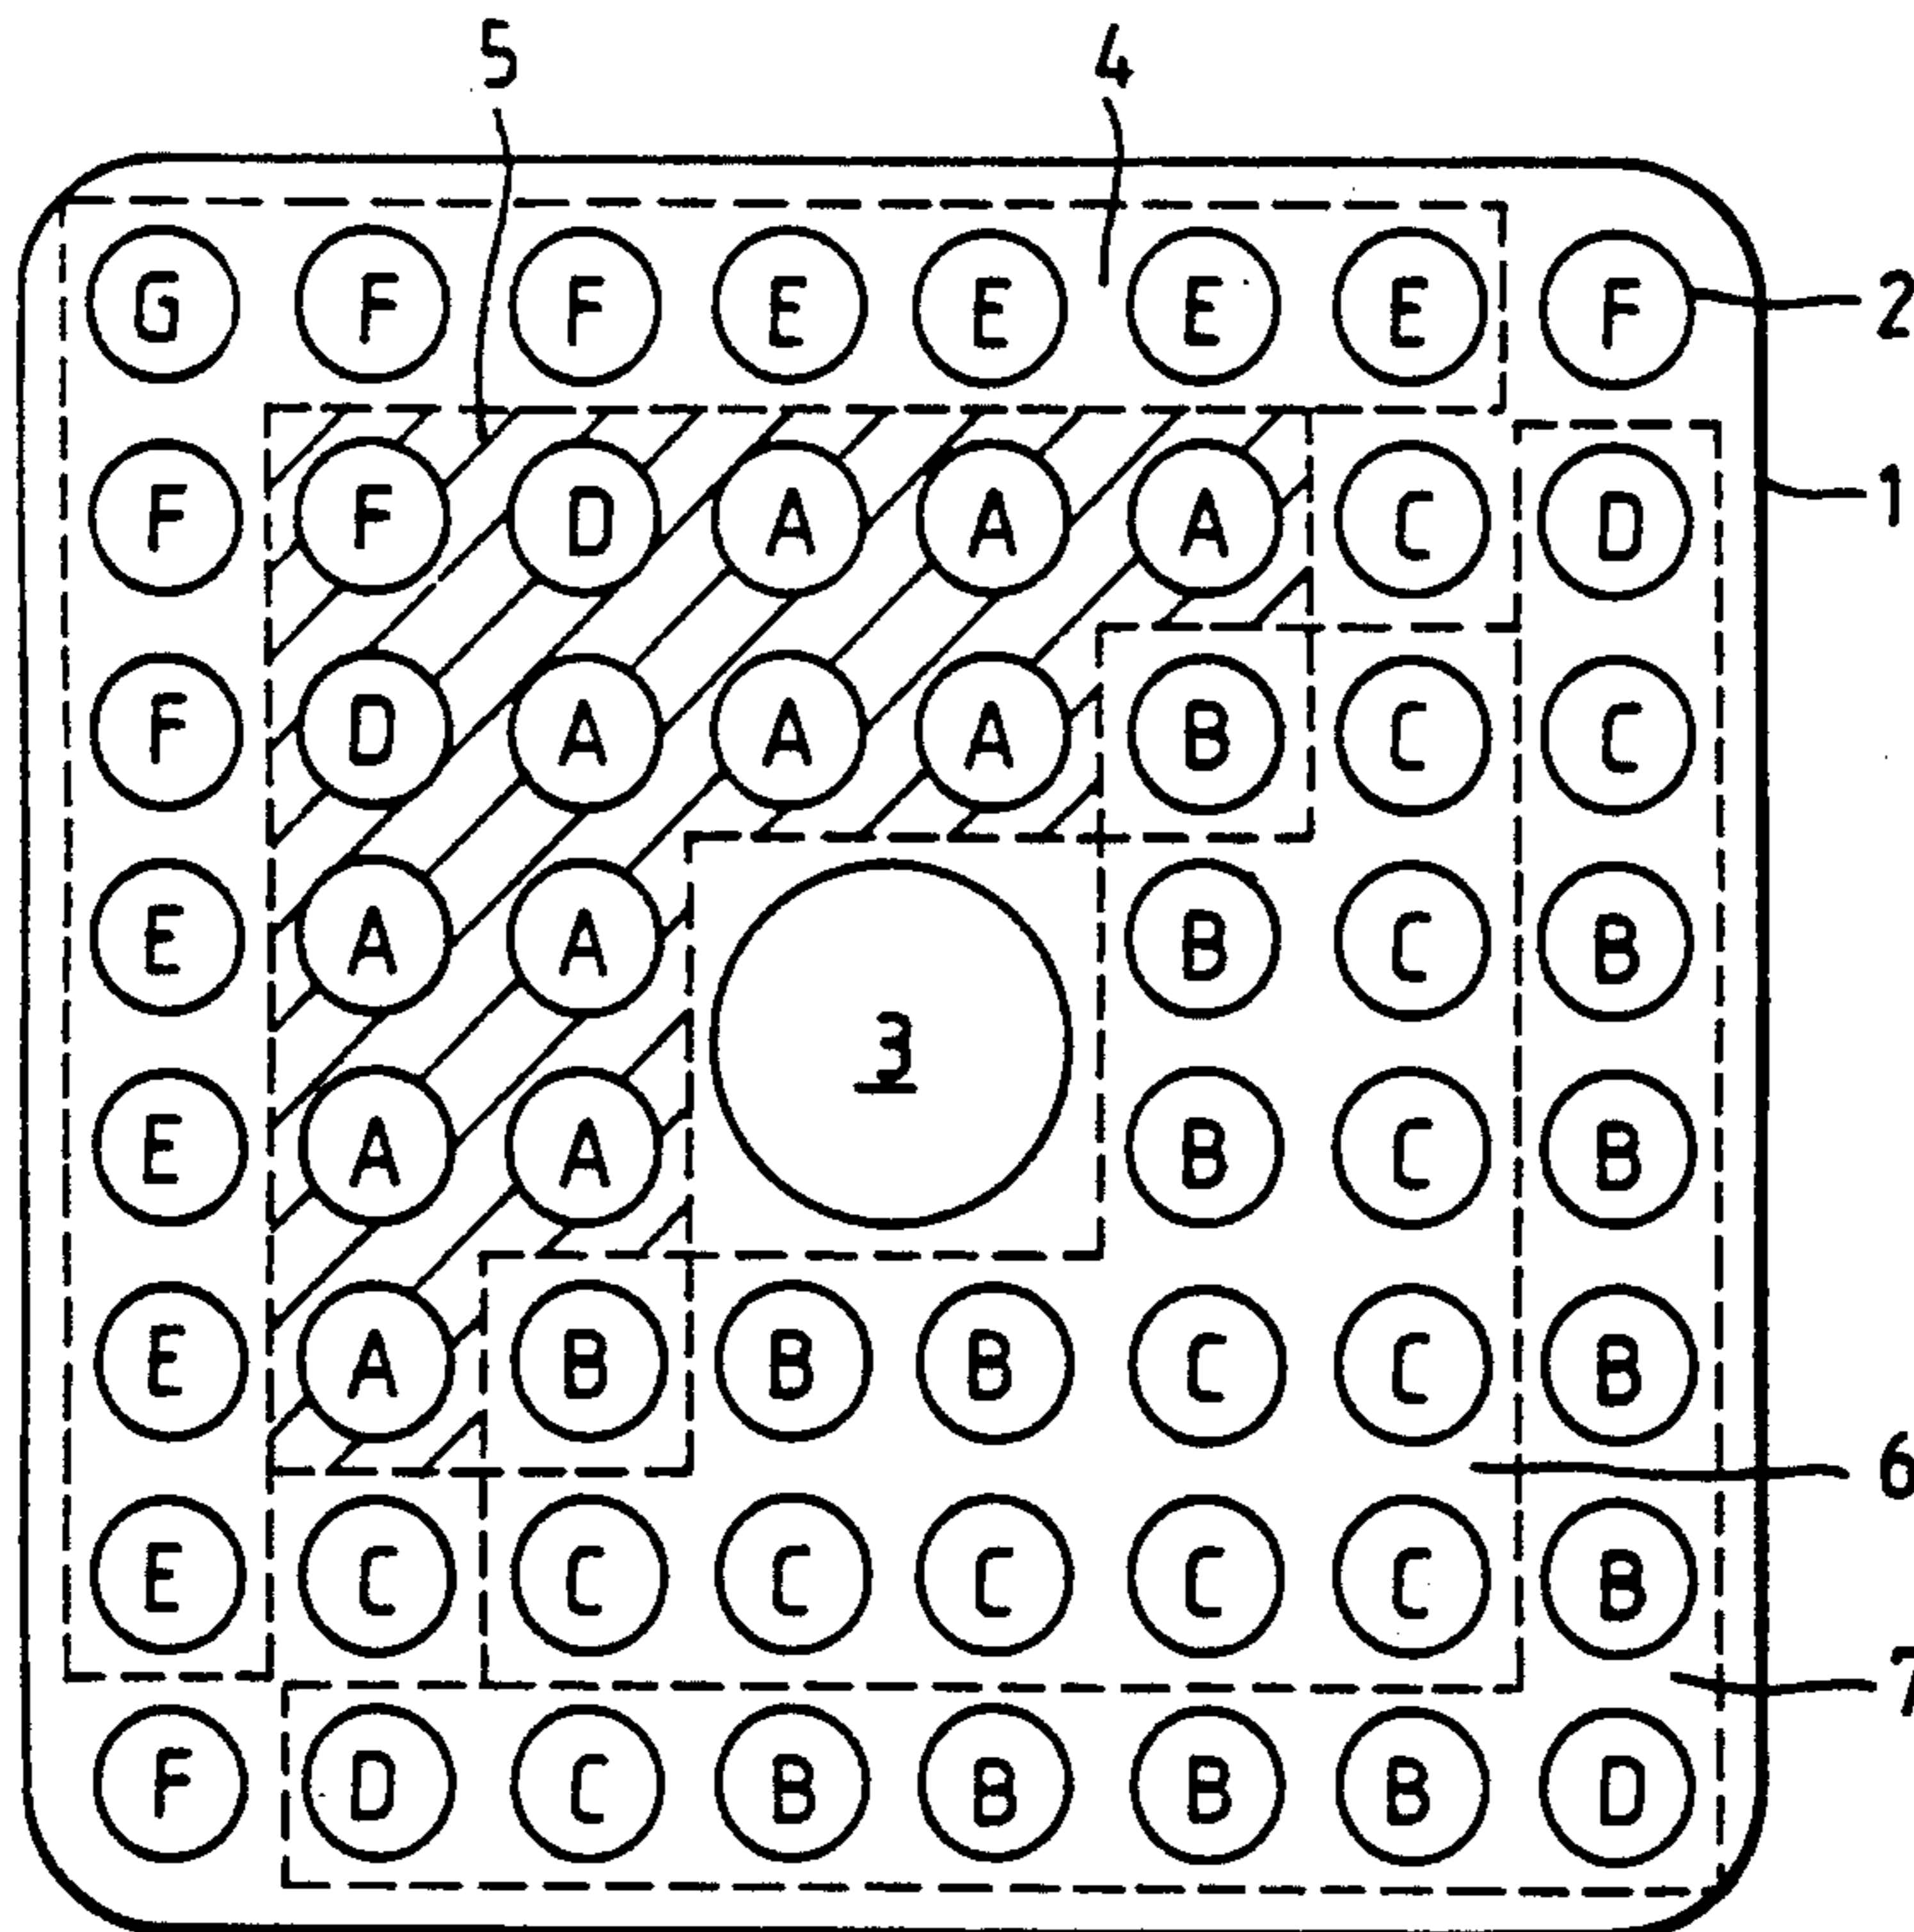 5 4
G F F E E E E F 2
F F D A A A C D 1
F D A A A B C C
E A A B C B
3
E A A B C B
E A B B B C C B
6
E C C C C C C B
7
F D C B B B B D